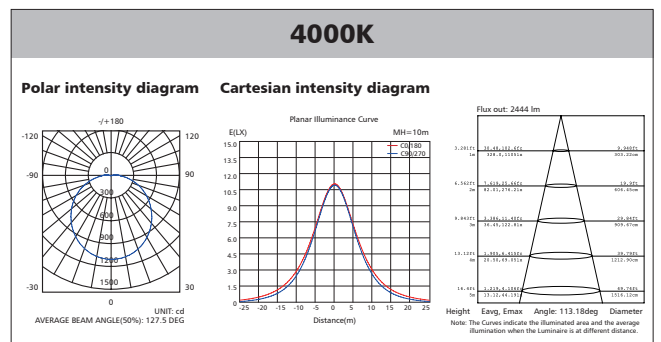 4000K
Polar intensity diagram
Cartesian intensity diagram
-/+180
-120
120
-90
90
0
300
600
900
1200
1500
-30
30
0
UNIT: cd
AVERAGE BEAM ANGLE(50%): 127.5 DEG
Planar Illuminance Curve
E(LX)
MH=10m
C0/180
C90/270
15.0
13.5
12.0
10.5
9.0
7.5
6.0
4.5
3.0
1.5
0
-25 -20 -15 -10 -5 0 5 10 15 20 25
Distance(m)
Flux out: 2444 lm
3.281ft
1m
9.948ft
303.22cm
6.562ft
2m
19.9ft
606.45cm
3m
29.84ft
909.67cm
13.12ft
4m
39.79ft
1212.90cm
16.4ft
5m
49.74ft
1516.12cm
Height Eavg, Emax Angle: 113.18deg Diameter
Note: The Curves indicate the illuminated area and the average
illumination when the Luminaire is at different distance.